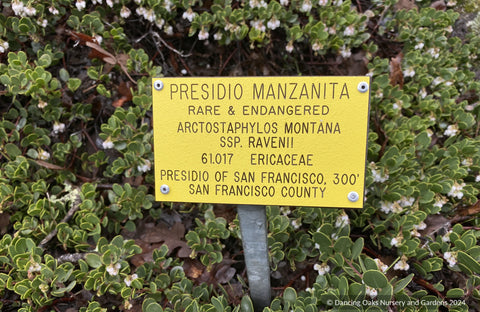 PRESIDIO MANZANITA
RARE & ENDANGERED
ARCTOSTAPHYLOS MONTANA
SSP. RAVENII
61.017 ERICACEAE
PRESIDIO OF SAN FRANCISCO, 300'
SAN FRANCISCO COUNTY
© Dancing Oaks Nursery and Gardens 2024